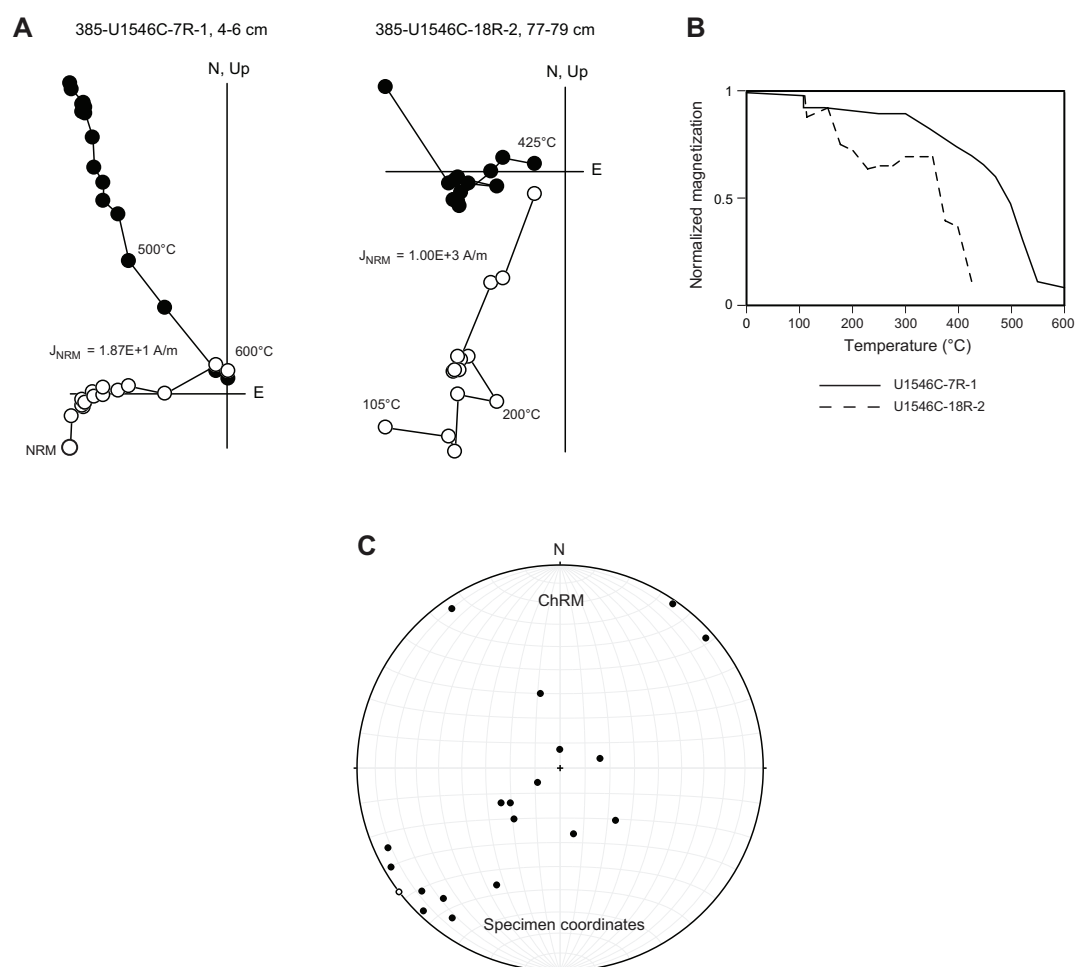 A
385-U1546C-7R-1, 4-6 cm
385-U1546C-18R-2, 77-79 cm
B
N, Up
500°C
J_NRM = 1.87E+1 A/m
600°C
E
NRM
N, Up
425°C
E
J_NRM = 1.00E+3 A/m
105°C
200°C
Normalized magnetization
1
0.5
0
0 100 200 300 400 500 600
Temperature (°C)
U1546C-7R-1
U1546C-18R-2
C
N
ChRM
Specimen coordinates